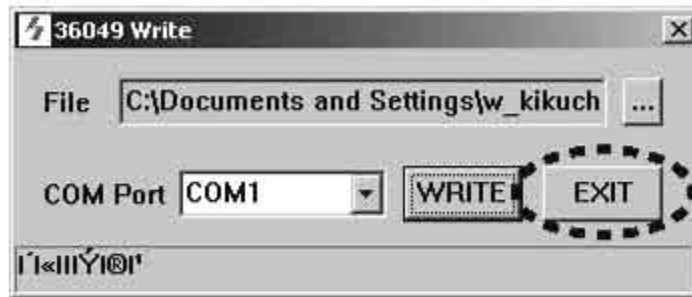 36049 Write
File C:\Documents and Settings\w_kikuch ...
COM Port COM1 WRITE EXIT